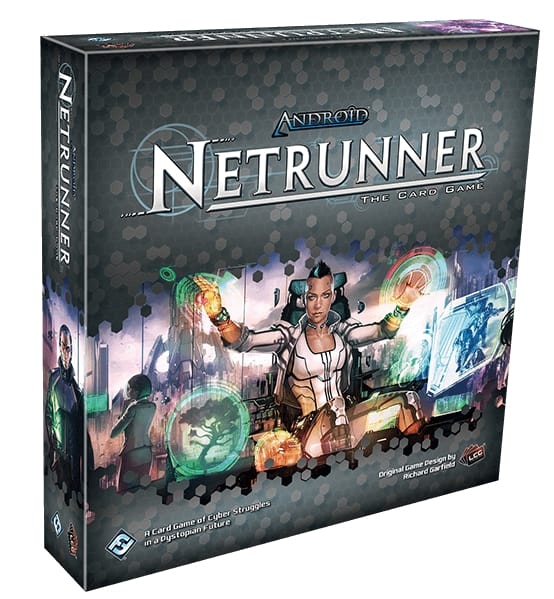 ANDROID
NETRUNNER
THE CARD GAME
A Card Game of Cyber Struggles
in a Dystopian Future
Original Game Design by
Richard Garfield
LCG
ANDROID
NETRUNNER